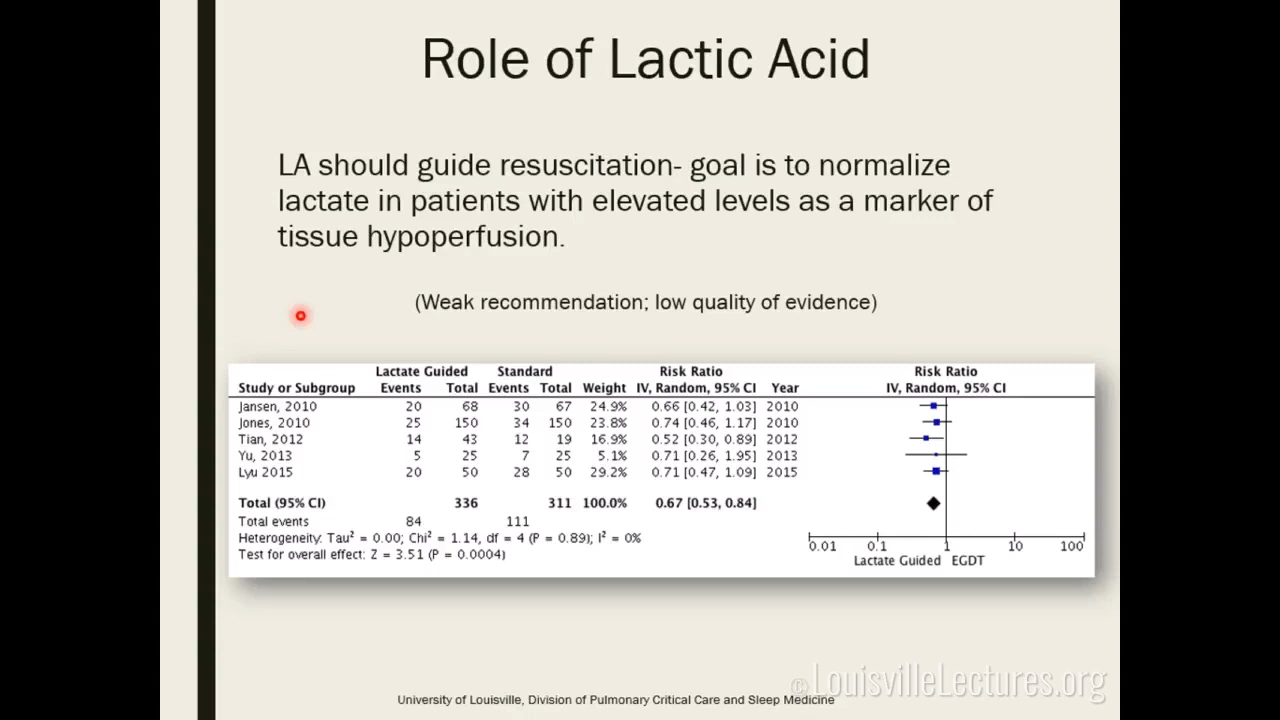 Role of Lactic Acid
LA should guide resuscitation- goal is to normalize
lactate in patients with elevated levels as a marker of
tissue hypoperfusion.
(Weak recommendation; low quality of evidence)
Lactate Guided Standard Risk Ratio Risk Ratio
Study or Subgroup Events Total Events Total Weight IV, Random, 95% CI Year IV, Random, 95% CI
Jansen, 2010 20 68 30 67 24.9% 0.66 [0.42, 1.03] 2010
Jones, 2010 25 150 34 150 23.8% 0.74 [0.46, 1.17] 2010
Tian, 2012 14 43 12 19 16.9% 0.52 [0.30, 0.89] 2012
Yu, 2013 5 25 7 25 5.1% 0.71 [0.26, 1.95] 2013
Lyu 2015 20 50 28 50 29.2% 0.71 [0.47, 1.09] 2015
Total (95% CI) 336 311 100.0% 0.67 [0.53, 0.84]
Total events 84 111
Heterogeneity: Tau² = 0.00; Chi² = 1.14, df = 4 (P = 0.89); I² = 0%
Test for overall effect: Z = 3.51 (P = 0.0004)
0.01 0.1 1 10 100
Lactate Guided EGDT
©LouisvilleLectures.org
University of Louisville, Division of Pulmonary Critical Care and Sleep Medicine